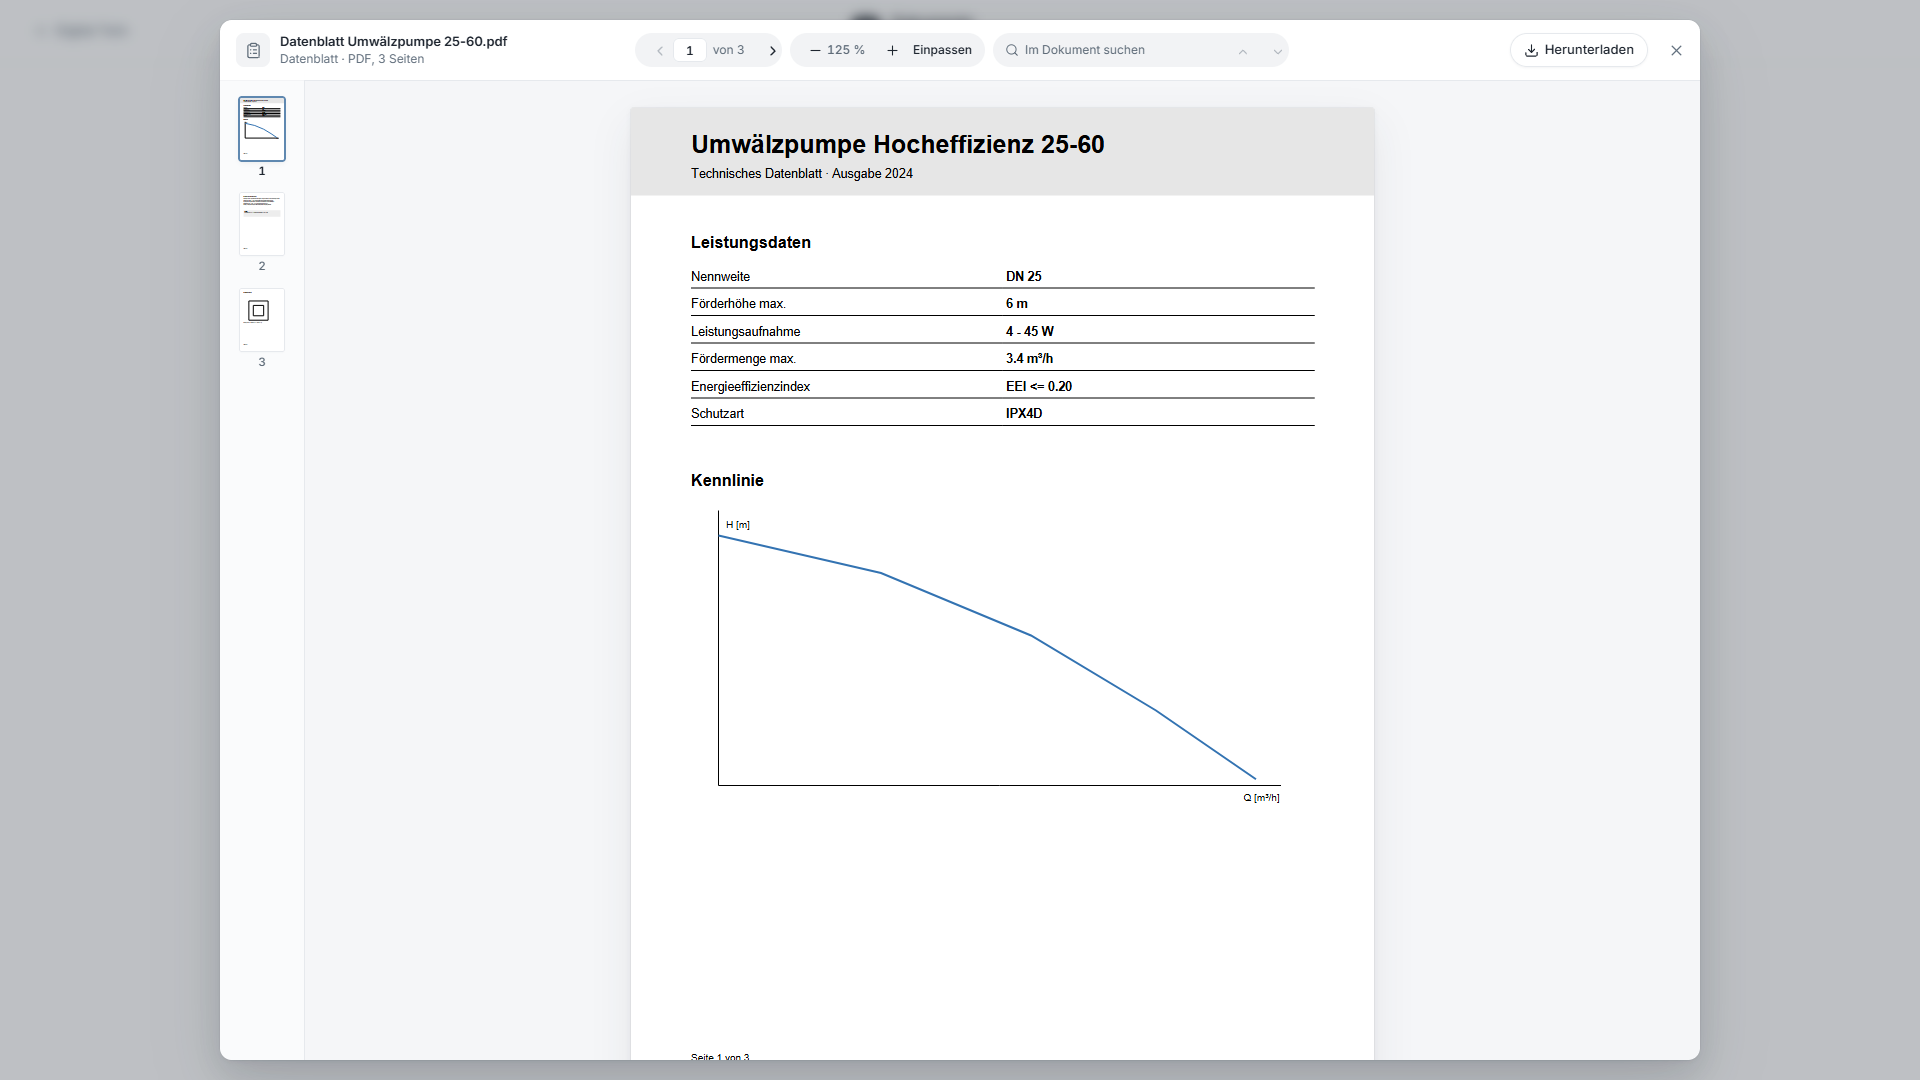 Datenblatt Umwälzpumpe 25-60.pdf
Datenblatt · PDF, 3 Seiten
1 von 3
125 %
Einpassen
Im Dokument suchen
Herunterladen
1
2
3
Umwälzpumpe Hocheffizienz 25-60
Technisches Datenblatt · Ausgabe 2024
Leistungsdaten
Nennweite DN 25
Förderhöhe max. 6 m
Leistungsaufnahme 4 - 45 W
Fördermenge max. 3.4 m³/h
Energieeffizienzindex EEI <= 0.20
Schutzart IPX4D
Kennlinie
H [m]
Q [m³/h]
Seite 1 von 3